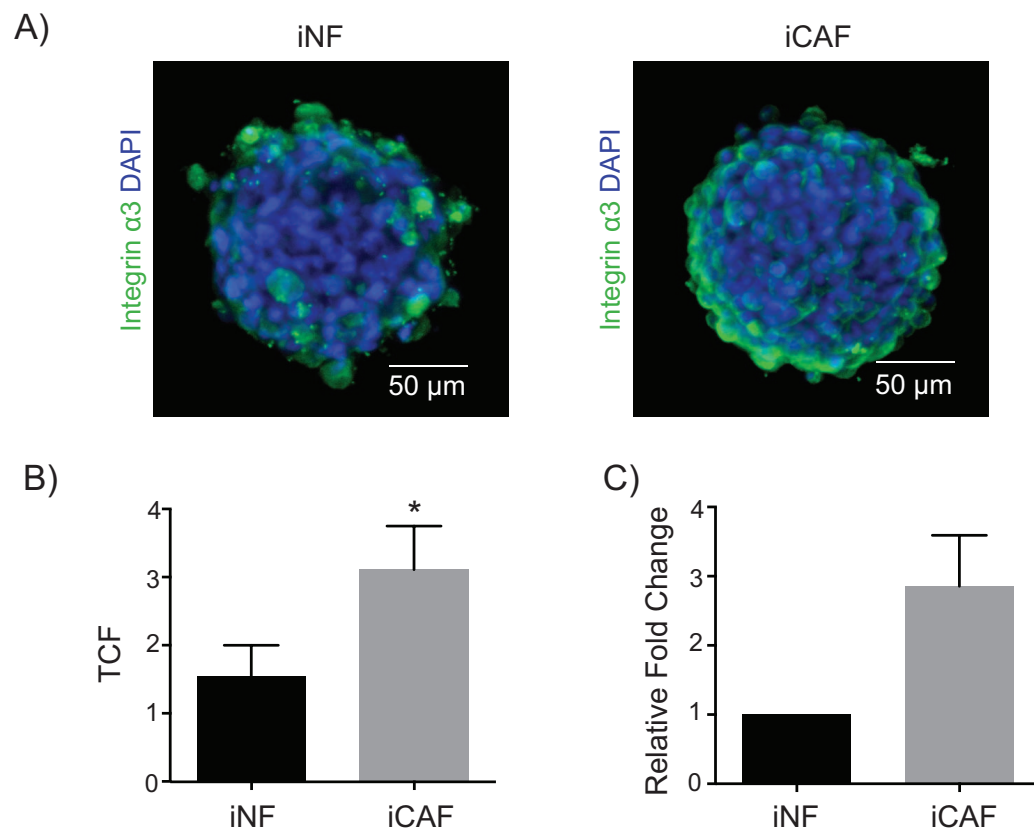 A)
iNF
iCAF
Integrin α3 DAPI
Integrin α3 DAPI
50 μm
50 μm
B)
TCF
4
3
2
1
0
*
iNF
iCAF
C)
Relative Fold Change
4
3
2
1
0
iNF
iCAF